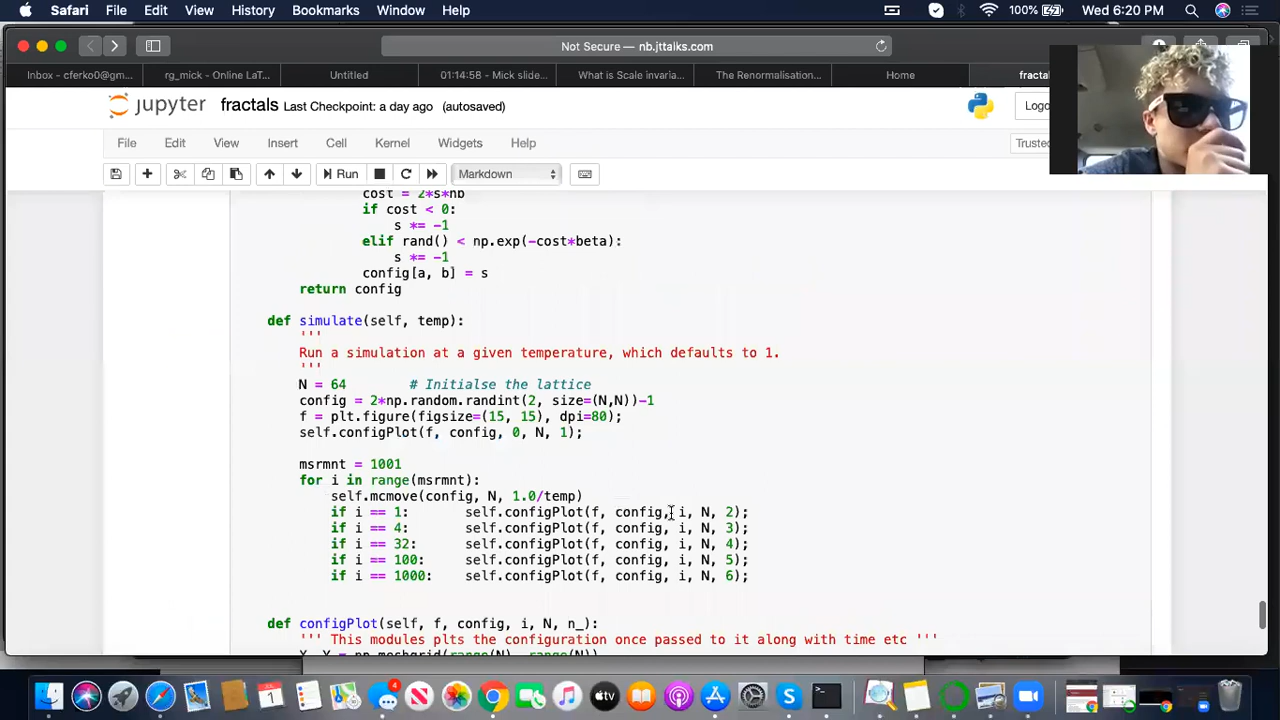 Safari File Edit View History Bookmarks Window Help 100% Wed 6:20 PM
Not Secure — nb.jttalks.com
Inbox - cferko0@gm... rg_mick - Online LaT... Untitled 01:14:58 - Mick slide... What is Scale invaria... The Renormalisation... Home fractals
jupyter fractals Last Checkpoint: a day ago (autosaved) Logo
File Edit View Insert Cell Kernel Widgets Help Trusted
Run Markdown
cost = 2*s*nb
if cost < 0:
s *= -1
elif rand() < np.exp(-cost*beta):
s *= -1
config[a, b] = s
return config
def simulate(self, temp):
'''
Run a simulation at a given temperature, which defaults to 1.
'''
N = 64 # Initialse the lattice
config = 2*np.random.randint(2, size=(N,N))-1
f = plt.figure(figsize=(15, 15), dpi=80);
self.configPlot(f, config, 0, N, 1);
msrmnt = 1001
for i in range(msrmnt):
self.mcmove(config, N, 1.0/temp)
if i == 1: self.configPlot(f, config, i, N, 2);
if i == 4: self.configPlot(f, config, i, N, 3);
if i == 32: self.configPlot(f, config, i, N, 4);
if i == 100: self.configPlot(f, config, i, N, 5);
if i == 1000: self.configPlot(f, config, i, N, 6);
def configPlot(self, f, config, i, N, n_):
''' This modules plts the configuration once passed to it along with time etc '''
X, Y = np.meshgrid(range(N), range(N))